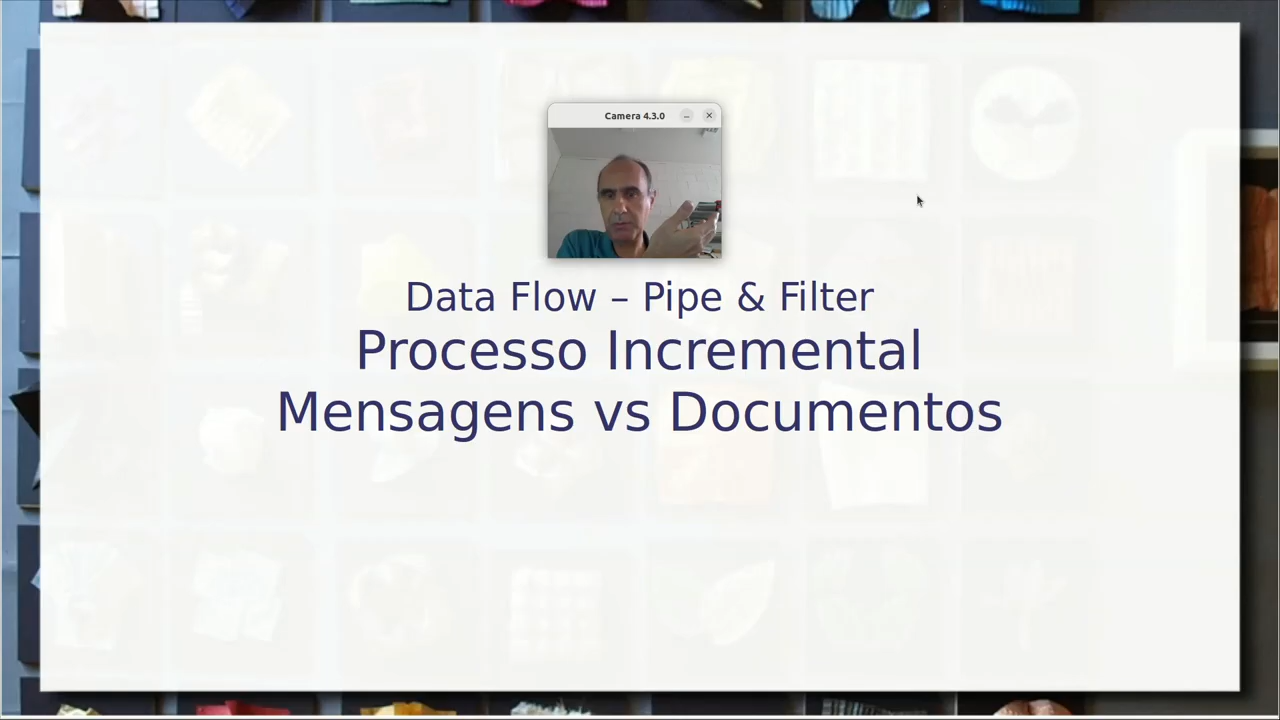 Camera 4.3.0
Data Flow – Pipe & Filter
Processo Incremental
Mensagens vs Documentos